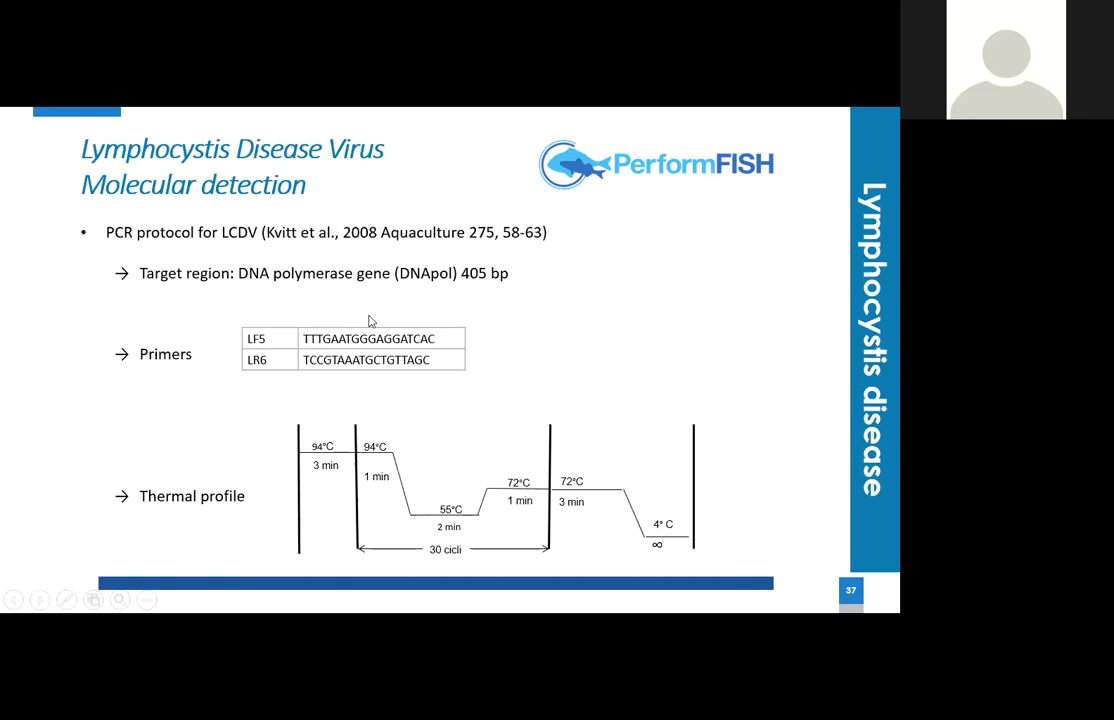 Lymphocystis Disease Virus
Molecular detection
PerformFISH
• PCR protocol for LCDV (Kvitt et al., 2008 Aquaculture 275, 58-63)
→ Target region: DNA polymerase gene (DNApol) 405 bp
→ Primers
LF5 TTTGAATGGGAGGATCAC
LR6 TCCGTAAATGCTGTTAGC
→ Thermal profile
94°C
3 min
94°C
1 min
55°C
2 min
72°C
1 min
72°C
3 min
4° C
∞
30 cicli
Lymphocystis disease
37